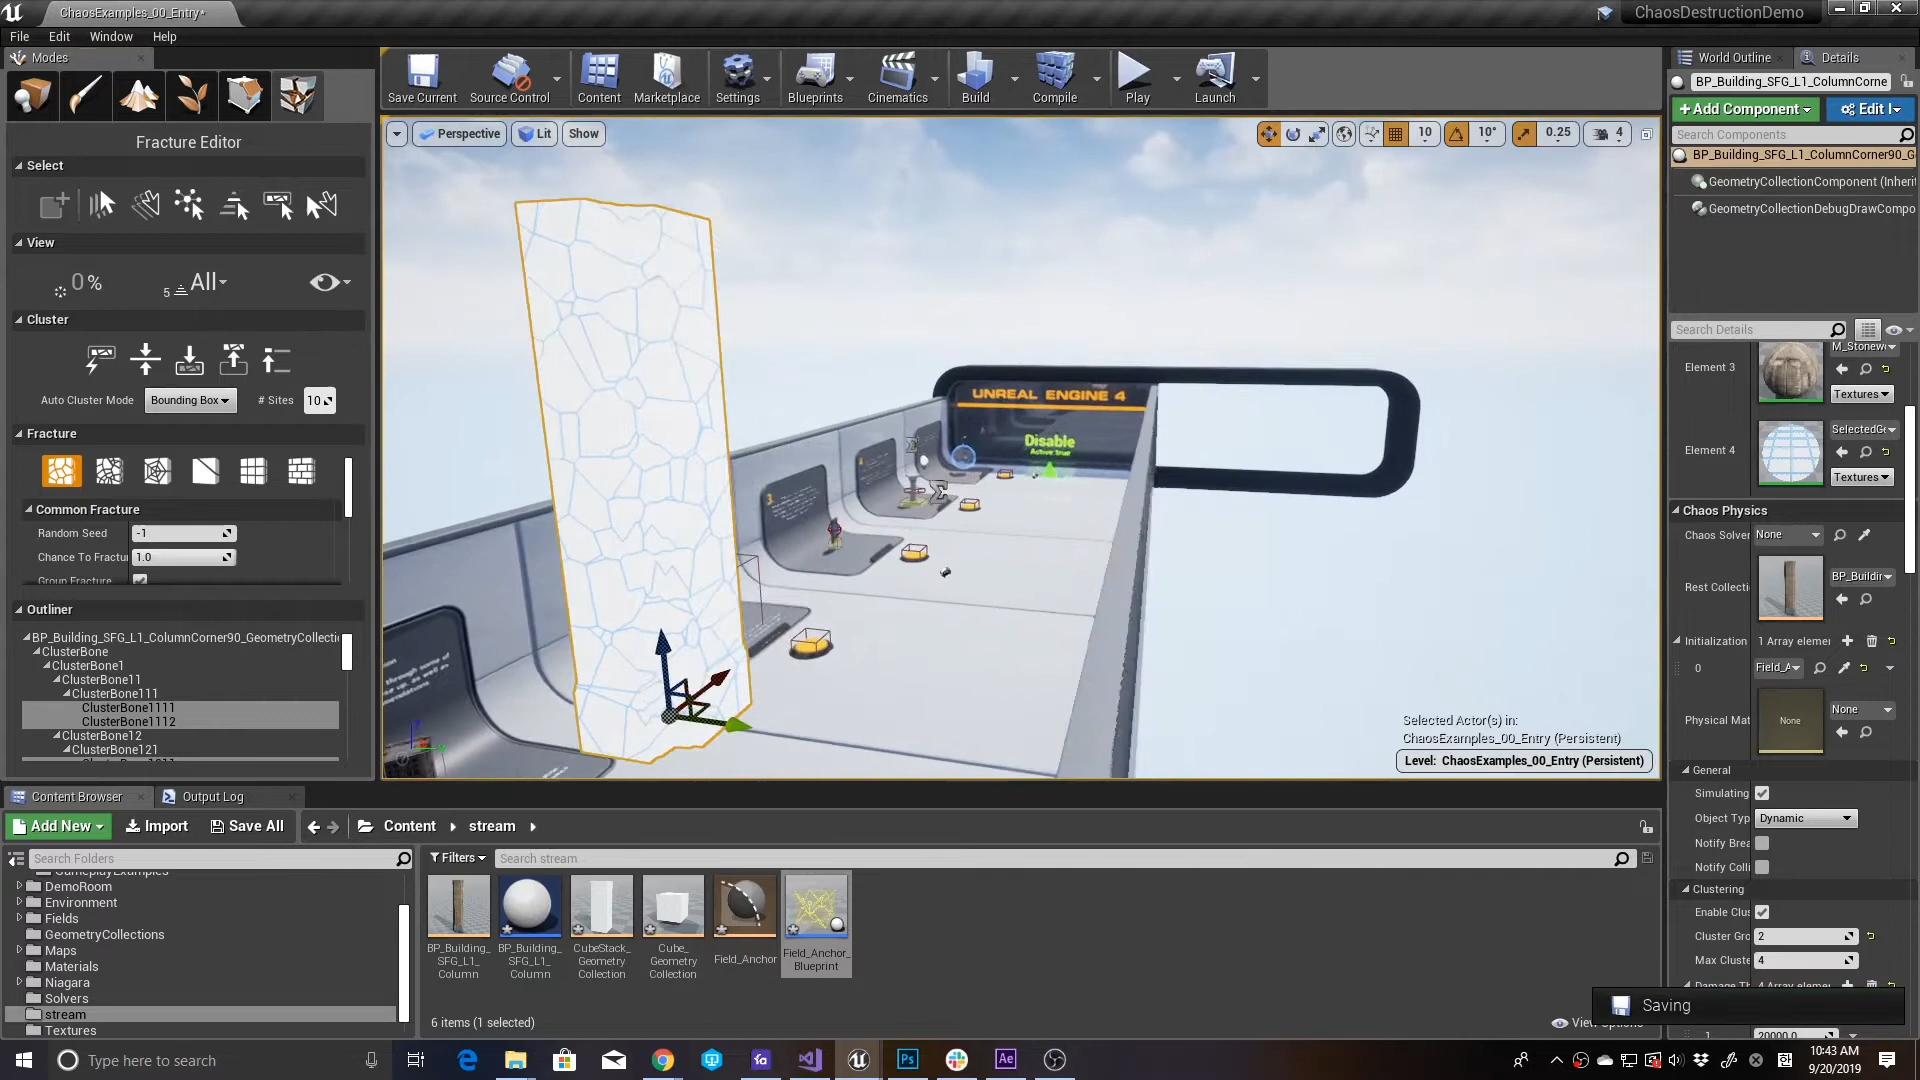 ChaosExamples_00_Entry*
ChaosDestructionDemo
File Edit Window Help
Modes
World Outline
Details
Save Current
Source Control
Content
Marketplace
Settings
Blueprints
Cinematics
Build
Compile
Play
Launch
BP_Building_SFG_L1_ColumnCorne
+Add Component
Edit
Search Components
BP_Building_SFG_L1_ColumnCorner90_G
GeometryCollectionComponent (Inherit
GeometryCollectionDebugDrawCompo
Fracture Editor
Select
View
0 %
5 All
Cluster
Auto Cluster Mode Bounding Box # Sites 10
Fracture
Common Fracture
Random Seed -1
Chance To Fractu 1.0
Group Fracture
Outliner
BP_Building_SFG_L1_ColumnCorner90_GeometryCollecti
ClusterBone
ClusterBone1
ClusterBone11
ClusterBone111
ClusterBone1111
ClusterBone1112
ClusterBone12
ClusterBone121
Perspective Lit Show
10 10° 0.25 4
UNREAL ENGINE 4
Disable
Active:true
through some of
Selected Actor(s) in:
ChaosExamples_00_Entry (Persistent)
Level: ChaosExamples_00_Entry (Persistent)
Search Details
Element 3
Textures
Element 4
SelectedGe
Textures
Chaos Physics
Chaos Solver None
Rest Collecti BP_Buildir
Initialization 1 Array elemen
0 Field_A
Physical Mat None None
General
Simulating
Object Typ Dynamic
Notify Brea
Notify Colli
Clustering
Enable Clus
Cluster Gro 2
Max Cluste 4
20000.0
Saving
Content Browser
Output Log
Add New Import Save All Content stream
Search Folders
Filters
Search stream
GameplayExamples
DemoRoom
Environment
Fields
GeometryCollections
Maps
Materials
Niagara
Solvers
stream
Textures
BP_Building_
SFG_L1_
Column
BP_Building_
SFG_L1_
Column
CubeStack_
Geometry
Collection
Cube_
Geometry
Collection
Field_Anchor
Field_Anchor_
Blueprint
6 items (1 selected)
View Options
Type here to search
10:43 AM
9/20/2019